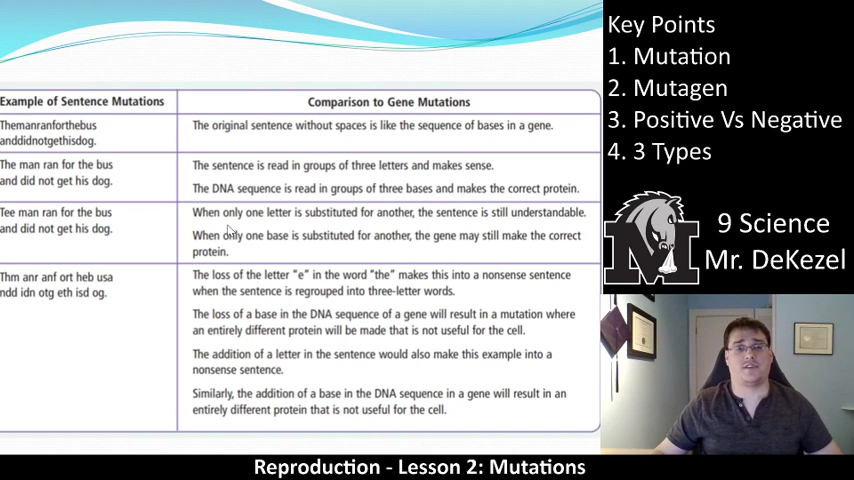 Example of Sentence Mutations
Comparison to Gene Mutations
Themanranforthebus
anddidnotgethisdog.
The original sentence without spaces is like the sequence of bases in a gene.
The man ran for the bus
and did not get his dog.
The sentence is read in groups of three letters and makes sense.
The DNA sequence is read in groups of three bases and makes the correct protein.
Tee man ran for the bus
and did not get his dog.
When only one letter is substituted for another, the sentence is still understandable.
When only one base is substituted for another, the gene may still make the correct
protein.
Thm anr anf ort heb usa
ndd idn otg eth isd og.
The loss of the letter "e" in the word "the" makes this into a nonsense sentence
when the sentence is regrouped into three-letter words.
The loss of a base in the DNA sequence of a gene will result in a mutation where
an entirely different protein will be made that is not useful for the cell.
The addition of a letter in the sentence would also make this example into a
nonsense sentence.
Similarly, the addition of a base in the DNA sequence in a gene will result in an
entirely different protein that is not useful for the cell.
Key Points
1. Mutation
2. Mutagen
3. Positive Vs Negative
4. 3 Types
M
9 Science
Mr. DeKezel
Reproduction - Lesson 2: Mutations